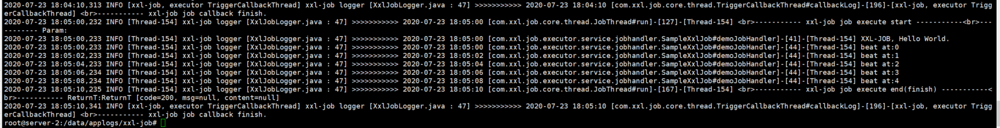 2020-07-23 18:04:10,313 INFO [xxl-job, executor TriggerCallbackThread] xxl-job logger [XxlJobLogger.java : 47] >>>>>>>>>>> 2020-07-23 18:04:10 [com.xxl.job.core.thread.TriggerCallbackThread#callbackLog]-[196]-[xxl-job, executor Trigg
erCallbackThread] <br>----------- xxl-job job callback finish.
2020-07-23 18:05:00,232 INFO [Thread-154] xxl-job logger [XxlJobLogger.java : 47] >>>>>>>>>>> 2020-07-23 18:05:00 [com.xxl.job.core.thread.JobThread#run]-[127]-[Thread-154] <br>----------- xxl-job job execute start -----------<br>---
-------- Param:
2020-07-23 18:05:00,233 INFO [Thread-154] xxl-job logger [XxlJobLogger.java : 47] >>>>>>>>>>> 2020-07-23 18:05:00 [com.xxl.job.executor.service.jobhandler.SampleXxlJob#demoJobHandler]-[41]-[Thread-154] XXL-JOB, Hello World.
2020-07-23 18:05:00,233 INFO [Thread-154] xxl-job logger [XxlJobLogger.java : 47] >>>>>>>>>>> 2020-07-23 18:05:00 [com.xxl.job.executor.service.jobhandler.SampleXxlJob#demoJobHandler]-[44]-[Thread-154] beat at:0
2020-07-23 18:05:02,233 INFO [Thread-154] xxl-job logger [XxlJobLogger.java : 47] >>>>>>>>>>> 2020-07-23 18:05:02 [com.xxl.job.executor.service.jobhandler.SampleXxlJob#demoJobHandler]-[44]-[Thread-154] beat at:1
2020-07-23 18:05:04,233 INFO [Thread-154] xxl-job logger [XxlJobLogger.java : 47] >>>>>>>>>>> 2020-07-23 18:05:04 [com.xxl.job.executor.service.jobhandler.SampleXxlJob#demoJobHandler]-[44]-[Thread-154] beat at:2
2020-07-23 18:05:06,234 INFO [Thread-154] xxl-job logger [XxlJobLogger.java : 47] >>>>>>>>>>> 2020-07-23 18:05:06 [com.xxl.job.executor.service.jobhandler.SampleXxlJob#demoJobHandler]-[44]-[Thread-154] beat at:3
2020-07-23 18:05:08,234 INFO [Thread-154] xxl-job logger [XxlJobLogger.java : 47] >>>>>>>>>>> 2020-07-23 18:05:08 [com.xxl.job.executor.service.jobhandler.SampleXxlJob#demoJobHandler]-[44]-[Thread-154] beat at:4
2020-07-23 18:05:10,235 INFO [Thread-154] xxl-job logger [XxlJobLogger.java : 47] >>>>>>>>>>> 2020-07-23 18:05:10 [com.xxl.job.core.thread.JobThread#run]-[167]-[Thread-154] <br>----------- xxl-job job execute end(finish) -----------<
br>----------- ReturnT:ReturnT [code=200, msg=null, content=null]
2020-07-23 18:05:10,341 INFO [xxl-job, executor TriggerCallbackThread] xxl-job logger [XxlJobLogger.java : 47] >>>>>>>>>>> 2020-07-23 18:05:10 [com.xxl.job.core.thread.TriggerCallbackThread#callbackLog]-[196]-[xxl-job, executor Trigg
erCallbackThread] <br>----------- xxl-job job callback finish.
root@server-2:/data/applogs/xxl-job#